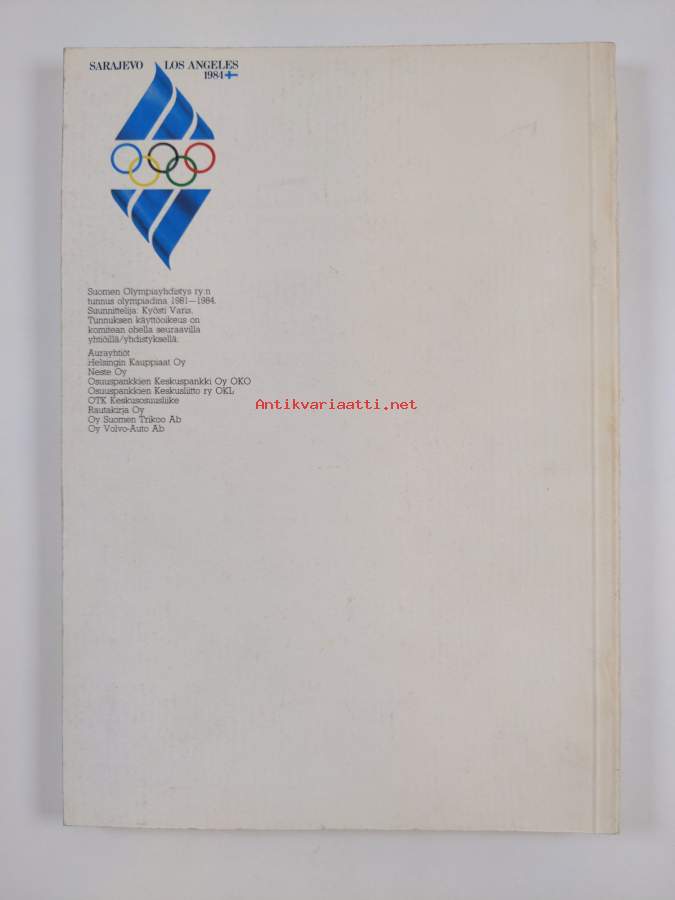 SARAJEVO LOS ANGELES
1984
Suomen Olympiayhdistys ry:n
tunnus olympiadina 1981—1984.
Suunnittelija: Kyösti Varis.
Tunnuksen käyttöoikeus on
komitean ohella seuraavilla
yhtiöillä/yhdistyksellä:
Aurayhtiöt
Helsingin Kauppiaat Oy
Neste Oy
Osuuspankkien Keskuspankki Oy OKO
Osuuspankkien Keskusliitto ry OKL
OTK Keskusosuusliike
Rautakirja Oy
Oy Suomen Trikoo Ab
Oy Volvo-Auto Ab
Antikvariaatti.net